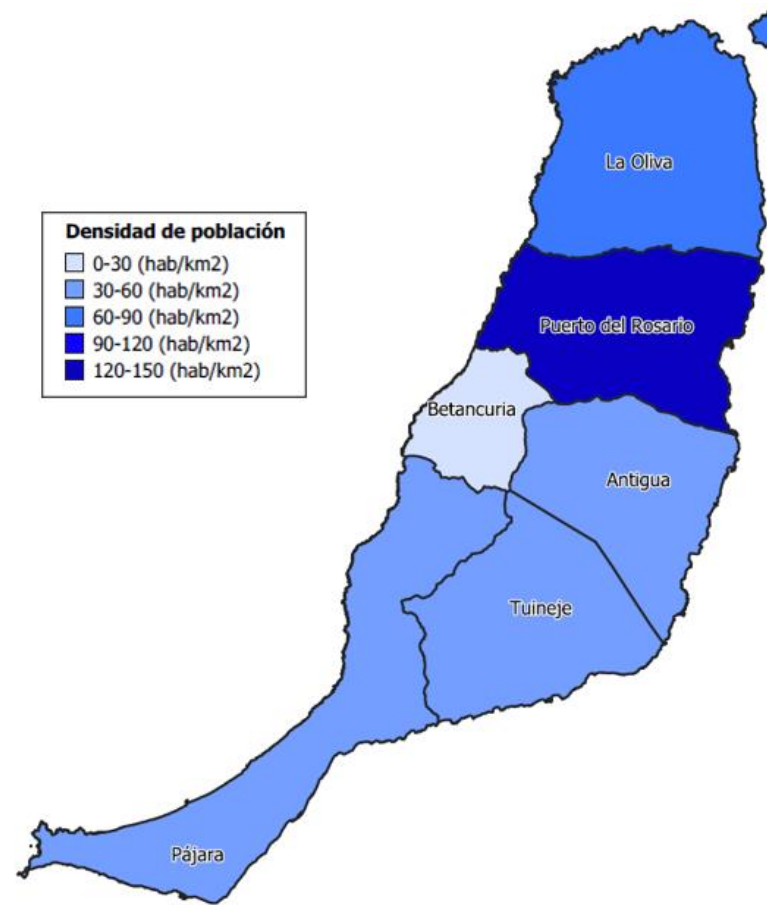 La Oliva
Densidad de población
0-30 (hab/km2)
30-60 (hab/km2)
60-90 (hab/km2)
90-120 (hab/km2)
120-150 (hab/km2)
Puerto del Rosario
Betancuria
Antigua
Tuineje
Pájara